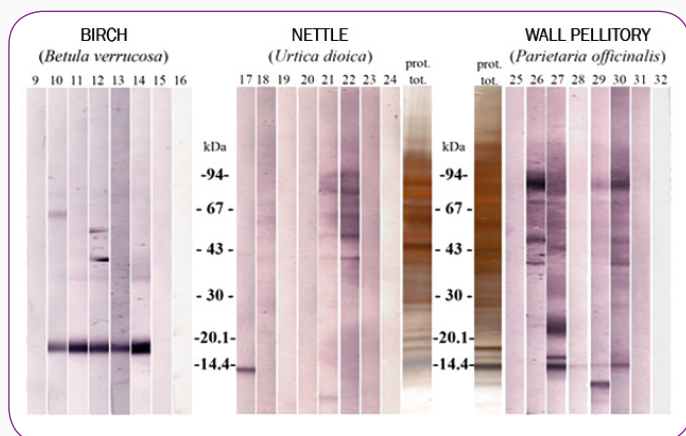 BIRCH
(Betula verrucosa)
9 10 11 12 13 14 15 16
NETTLE
(Urtica dioica)
17 18 19 20 21 22 23 24
prot.
tot.
WALL PELLITORY
(Parietaria officinalis)
prot.
tot.
25 26 27 28 29 30 31 32
kDa
-94-
- 67 -
- 43 -
- 30 -
-20.1-
-14.4-
kDa
-94-
- 67 -
- 43 -
- 30 -
-20.1-
-14.4-